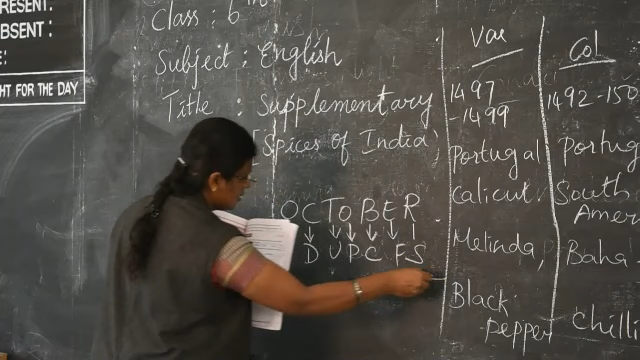 RESENT:
BSENT:
E:
HT FOR THE DAY
Class : 6th
Subject : English
Title : Supplementary
[Spices of India]
OCTOBER
D U P C F S
Vas
1497
-1499
Portugal
Calicut.
Melinda,
Black
pepper
Col
1492-150
Portug
South
Amer
Baha
Chilli